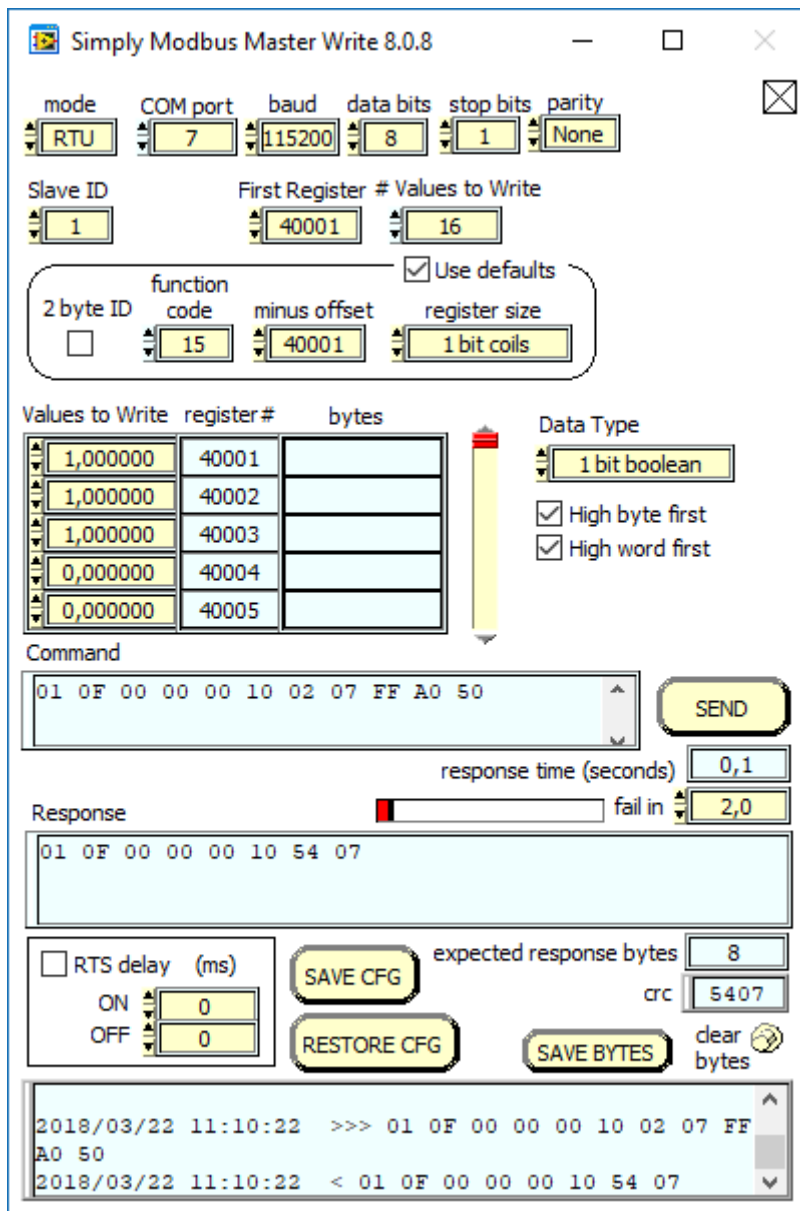 Simply Modbus Master Write 8.0.8
mode COM port baud data bits stop bits parity
RTU 7 115200 8 1 None
Slave ID First Register # Values to Write
1 40001 16
Use defaults
2 byte ID function code minus offset register size
15 40001 1 bit coils
Values to Write register# bytes
1,000000 40001
1,000000 40002
1,000000 40003
0,000000 40004
0,000000 40005
Data Type
1 bit boolean
High byte first
High word first
Command
01 0F 00 00 00 10 02 07 FF A0 50
SEND
response time (seconds) 0,1
fail in 2,0
Response
01 0F 00 00 00 10 54 07
RTS delay (ms)
ON 0
OFF 0
SAVE CFG
RESTORE CFG
expected response bytes 8
crc 5407
SAVE BYTES
clear bytes
2018/03/22 11:10:22 >>> 01 0F 00 00 00 10 02 07 FF
A0 50
2018/03/22 11:10:22 < 01 0F 00 00 00 10 54 07